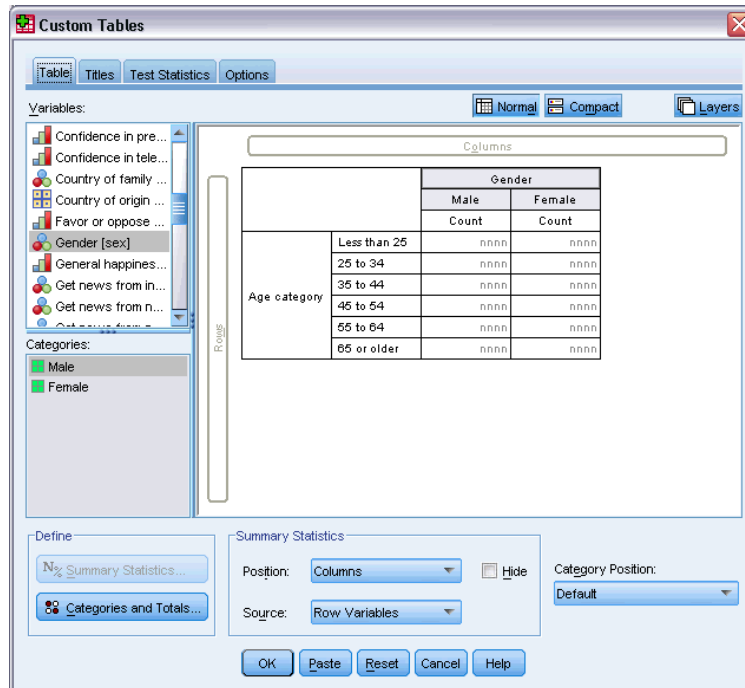 Custom Tables
Table Titles Test Statistics Options
Variables:
Normal Compact Layers
Confidence in pre...
Confidence in tele...
Country of family ...
Country of origin ...
Favor or oppose ...
Gender [sex]
General happines...
Get news from in...
Get news from n...
Categories:
Male
Female
Columns
Rows
Gender
Male Female
Count Count
Age category
Less than 25 nnnn nnnn
25 to 34 nnnn nnnn
35 to 44 nnnn nnnn
45 to 54 nnnn nnnn
55 to 64 nnnn nnnn
65 or older nnnn nnnn
Define
N% Summary Statistics...
Categories and Totals...
Summary Statistics
Position: Columns Hide
Source: Row Variables
Category Position:
Default
OK Paste Reset Cancel Help